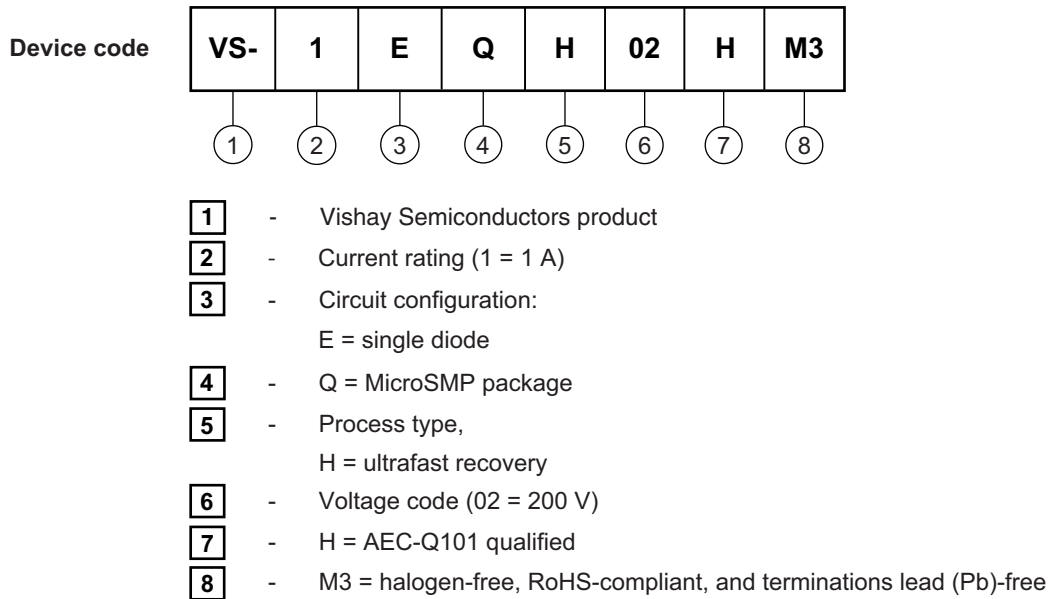 Device code VS- 1 E Q H 02 H M3
1 2 3 4 5 6 7 8
1 - Vishay Semiconductors product
2 - Current rating (1 = 1 A)
3 - Circuit configuration:
E = single diode
4 - Q = MicroSMP package
5 - Process type,
H = ultrafast recovery
6 - Voltage code (02 = 200 V)
7 - H = AEC-Q101 qualified
8 - M3 = halogen-free, RoHS-compliant, and terminations lead (Pb)-free